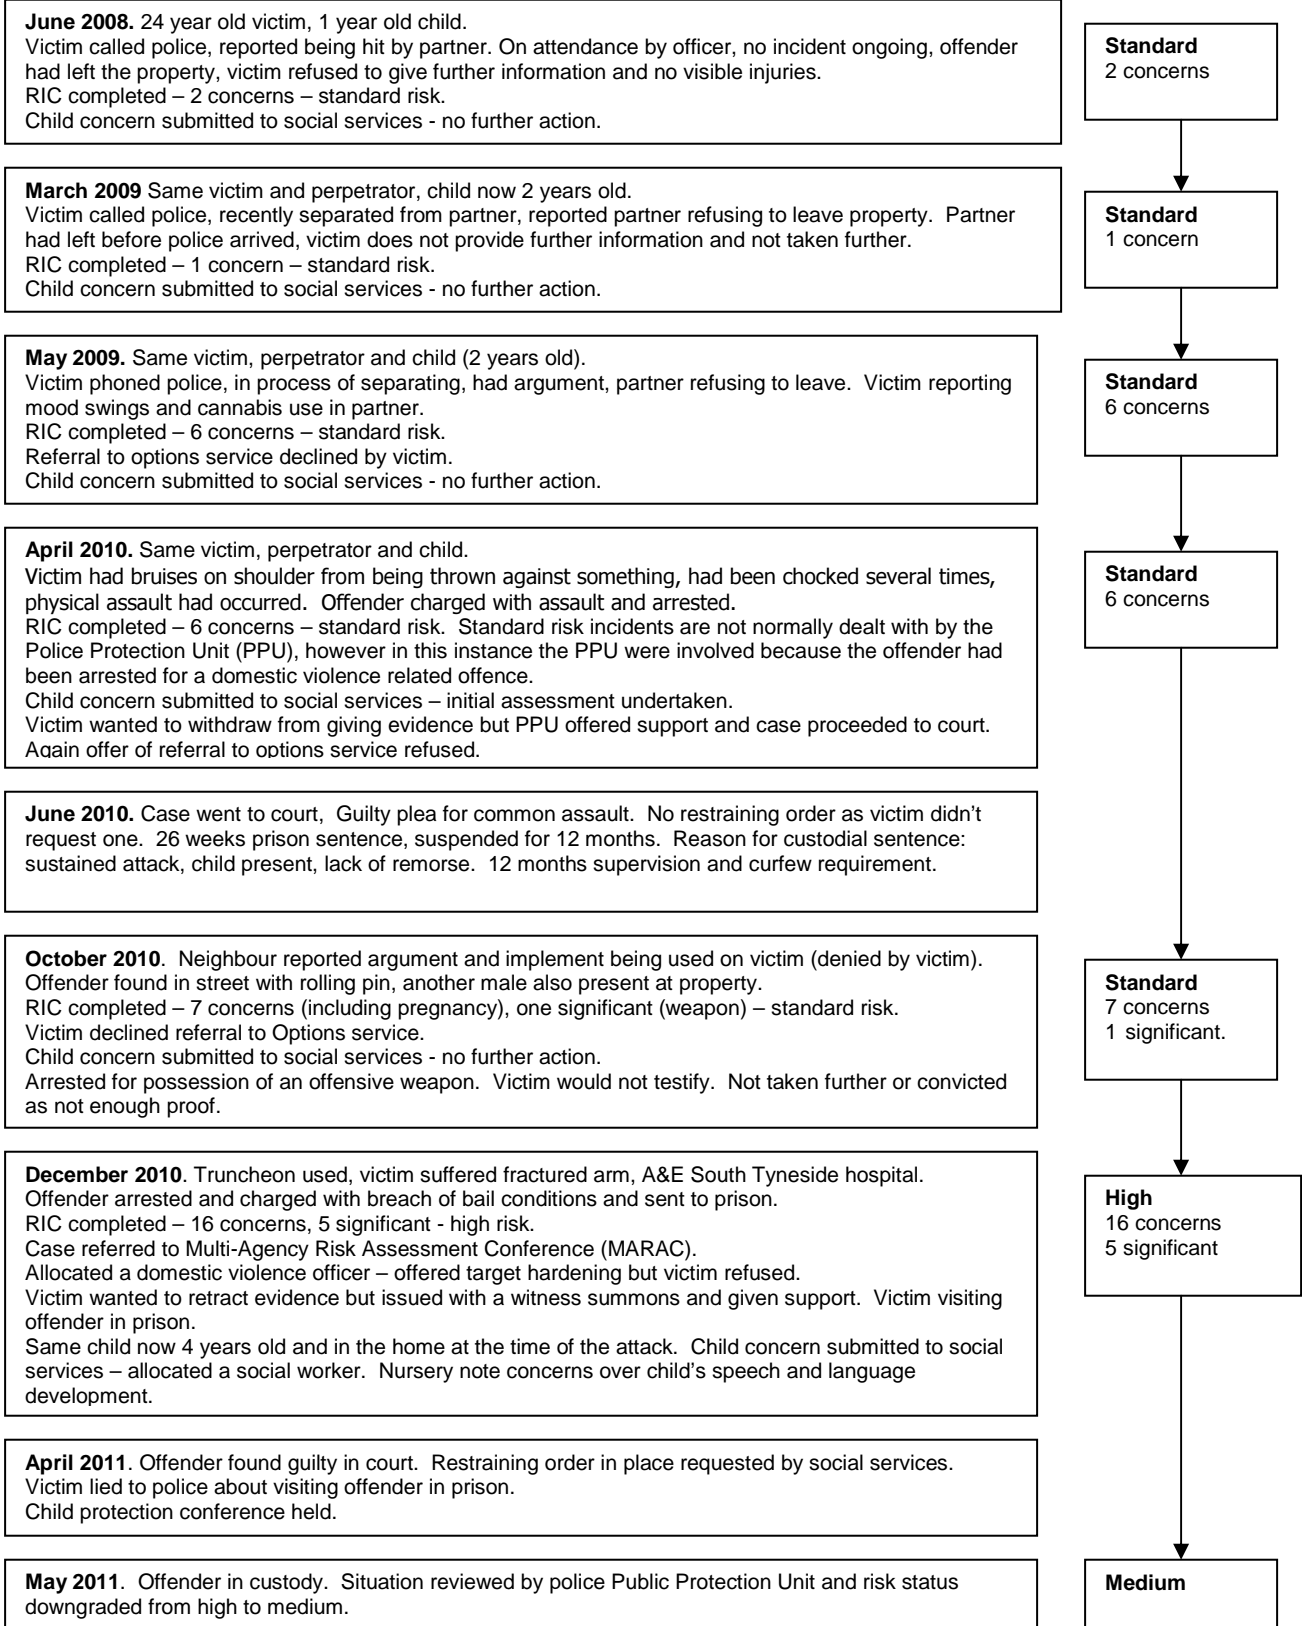 June 2008. 24 year old victim, 1 year old child.
Victim called police, reported being hit by partner. On attendance by officer, no incident ongoing, offender
had left the property, victim refused to give further information and no visible injuries.
RIC completed – 2 concerns – standard risk.
Child concern submitted to social services - no further action.
Standard
2 concerns
March 2009 Same victim and perpetrator, child now 2 years old.
Victim called police, recently separated from partner, reported partner refusing to leave property. Partner
had left before police arrived, victim does not provide further information and not taken further.
RIC completed – 1 concern – standard risk.
Child concern submitted to social services - no further action.
Standard
1 concern
May 2009. Same victim, perpetrator and child (2 years old).
Victim phoned police, in process of separating, had argument, partner refusing to leave. Victim reporting
mood swings and cannabis use in partner.
RIC completed – 6 concerns – standard risk.
Referral to options service declined by victim.
Child concern submitted to social services - no further action.
Standard
6 concerns
April 2010. Same victim, perpetrator and child.
Victim had bruises on shoulder from being thrown against something, had been chocked several times,
physical assault had occurred. Offender charged with assault and arrested.
RIC completed – 6 concerns – standard risk. Standard risk incidents are not normally dealt with by the
Police Protection Unit (PPU), however in this instance the PPU were involved because the offender had
been arrested for a domestic violence related offence.
Child concern submitted to social services – initial assessment undertaken.
Victim wanted to withdraw from giving evidence but PPU offered support and case proceeded to court.
Again offer of referral to options service refused.
Standard
6 concerns
June 2010. Case went to court, Guilty plea for common assault. No restraining order as victim didn't
request one. 26 weeks prison sentence, suspended for 12 months. Reason for custodial sentence:
sustained attack, child present, lack of remorse. 12 months supervision and curfew requirement.
October 2010. Neighbour reported argument and implement being used on victim (denied by victim).
Offender found in street with rolling pin, another male also present at property.
RIC completed – 7 concerns (including pregnancy), one significant (weapon) – standard risk.
Victim declined referral to Options service.
Child concern submitted to social services - no further action.
Arrested for possession of an offensive weapon. Victim would not testify. Not taken further or convicted
as not enough proof.
Standard
7 concerns
1 significant.
December 2010. Truncheon used, victim suffered fractured arm, A&E South Tyneside hospital.
Offender arrested and charged with breach of bail conditions and sent to prison.
RIC completed – 16 concerns, 5 significant - high risk.
Case referred to Multi-Agency Risk Assessment Conference (MARAC).
Allocated a domestic violence officer – offered target hardening but victim refused.
Victim wanted to retract evidence but issued with a witness summons and given support. Victim visiting
offender in prison.
Same child now 4 years old and in the home at the time of the attack. Child concern submitted to social
services – allocated a social worker. Nursery note concerns over child's speech and language
development.
High
16 concerns
5 significant
April 2011. Offender found guilty in court. Restraining order in place requested by social services.
Victim lied to police about visiting offender in prison.
Child protection conference held.
May 2011. Offender in custody. Situation reviewed by police Public Protection Unit and risk status
downgraded from high to medium.
Medium